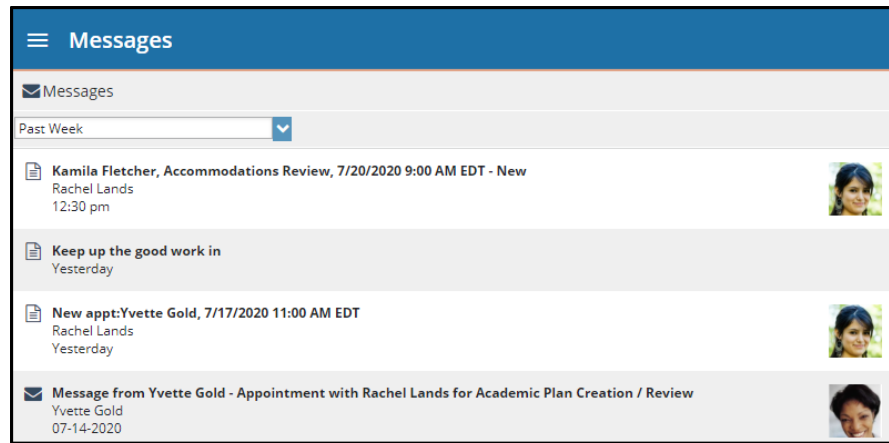 Messages
Messages
Past Week
Kamila Fletcher, Accommodations Review, 7/20/2020 9:00 AM EDT - New
Rachel Lands
12:30 pm
Keep up the good work in
Yesterday
New appt:Yvette Gold, 7/17/2020 11:00 AM EDT
Rachel Lands
Yesterday
Message from Yvette Gold - Appointment with Rachel Lands for Academic Plan Creation / Review
Yvette Gold
07-14-2020